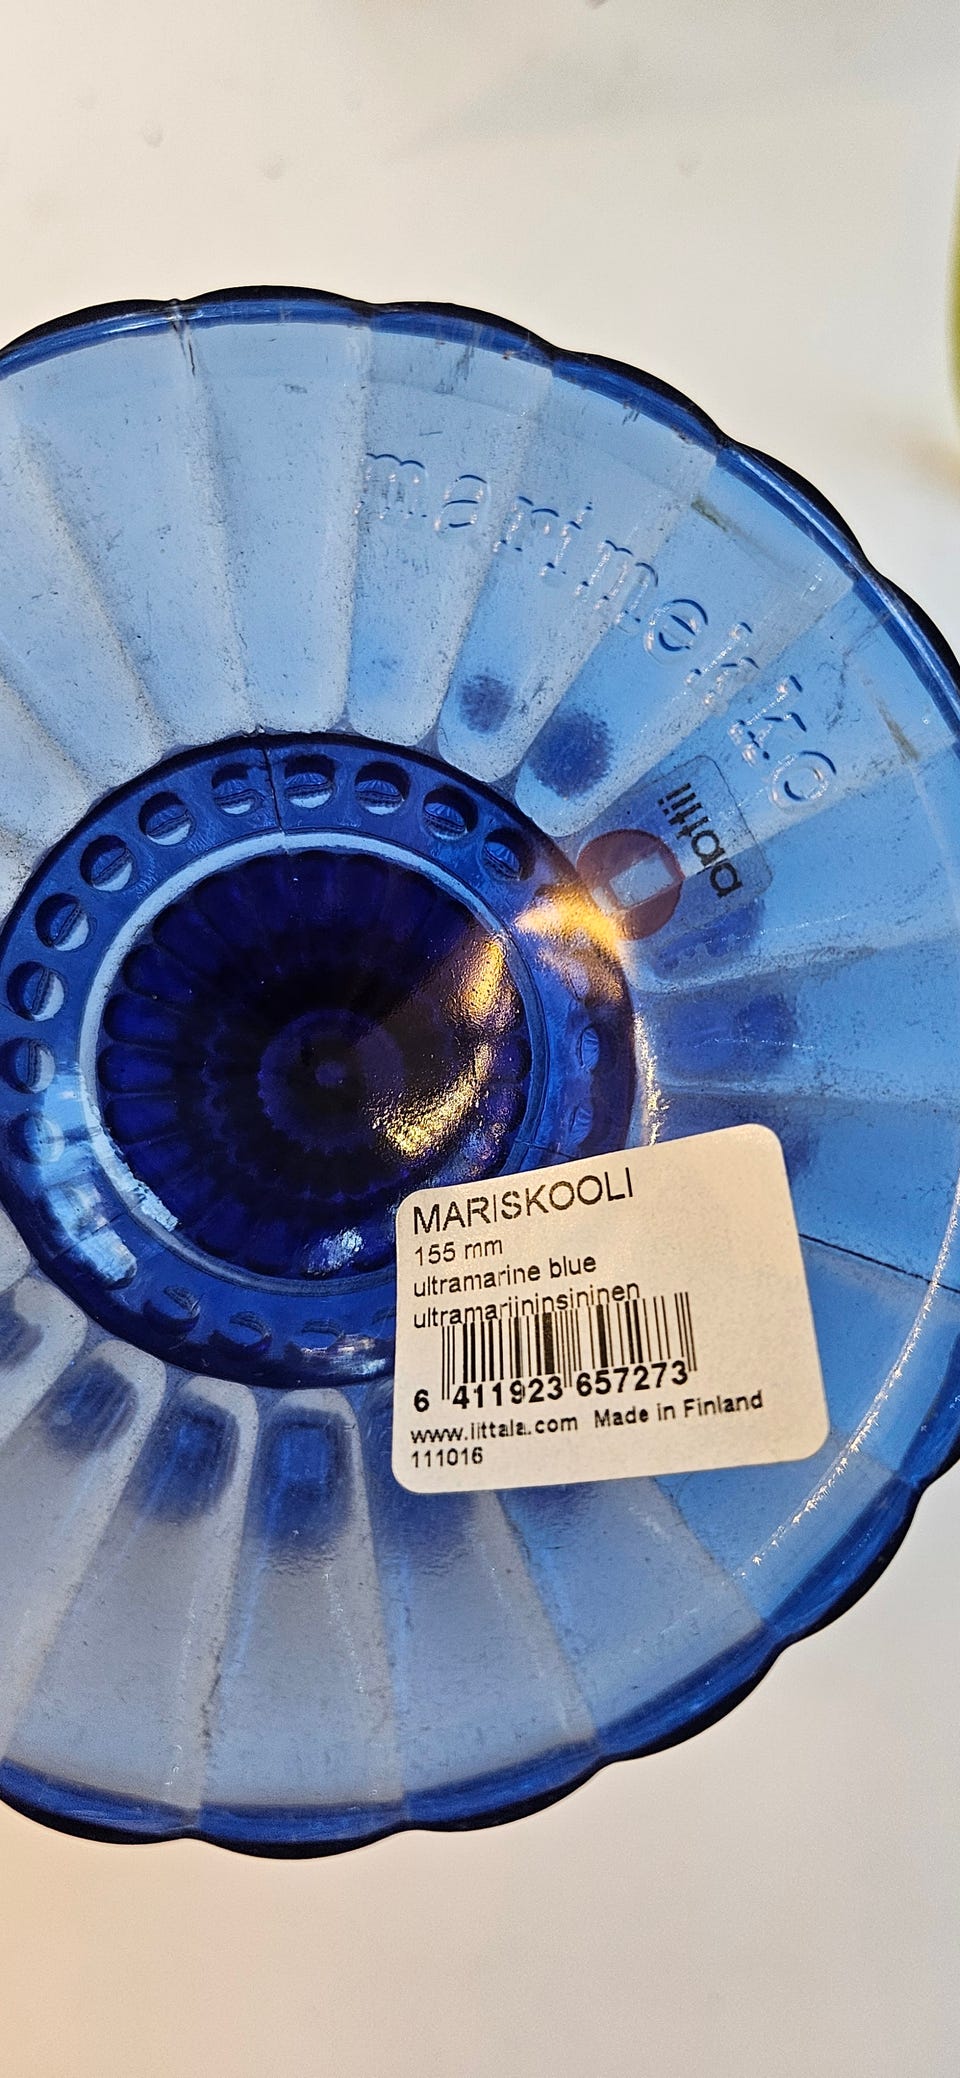 marimekko
iittala
MARISKOOLI
155 mm
ultramarine blue
ultramariininsininen
6 411923 657273
www.iittala.com Made in Finland
111016